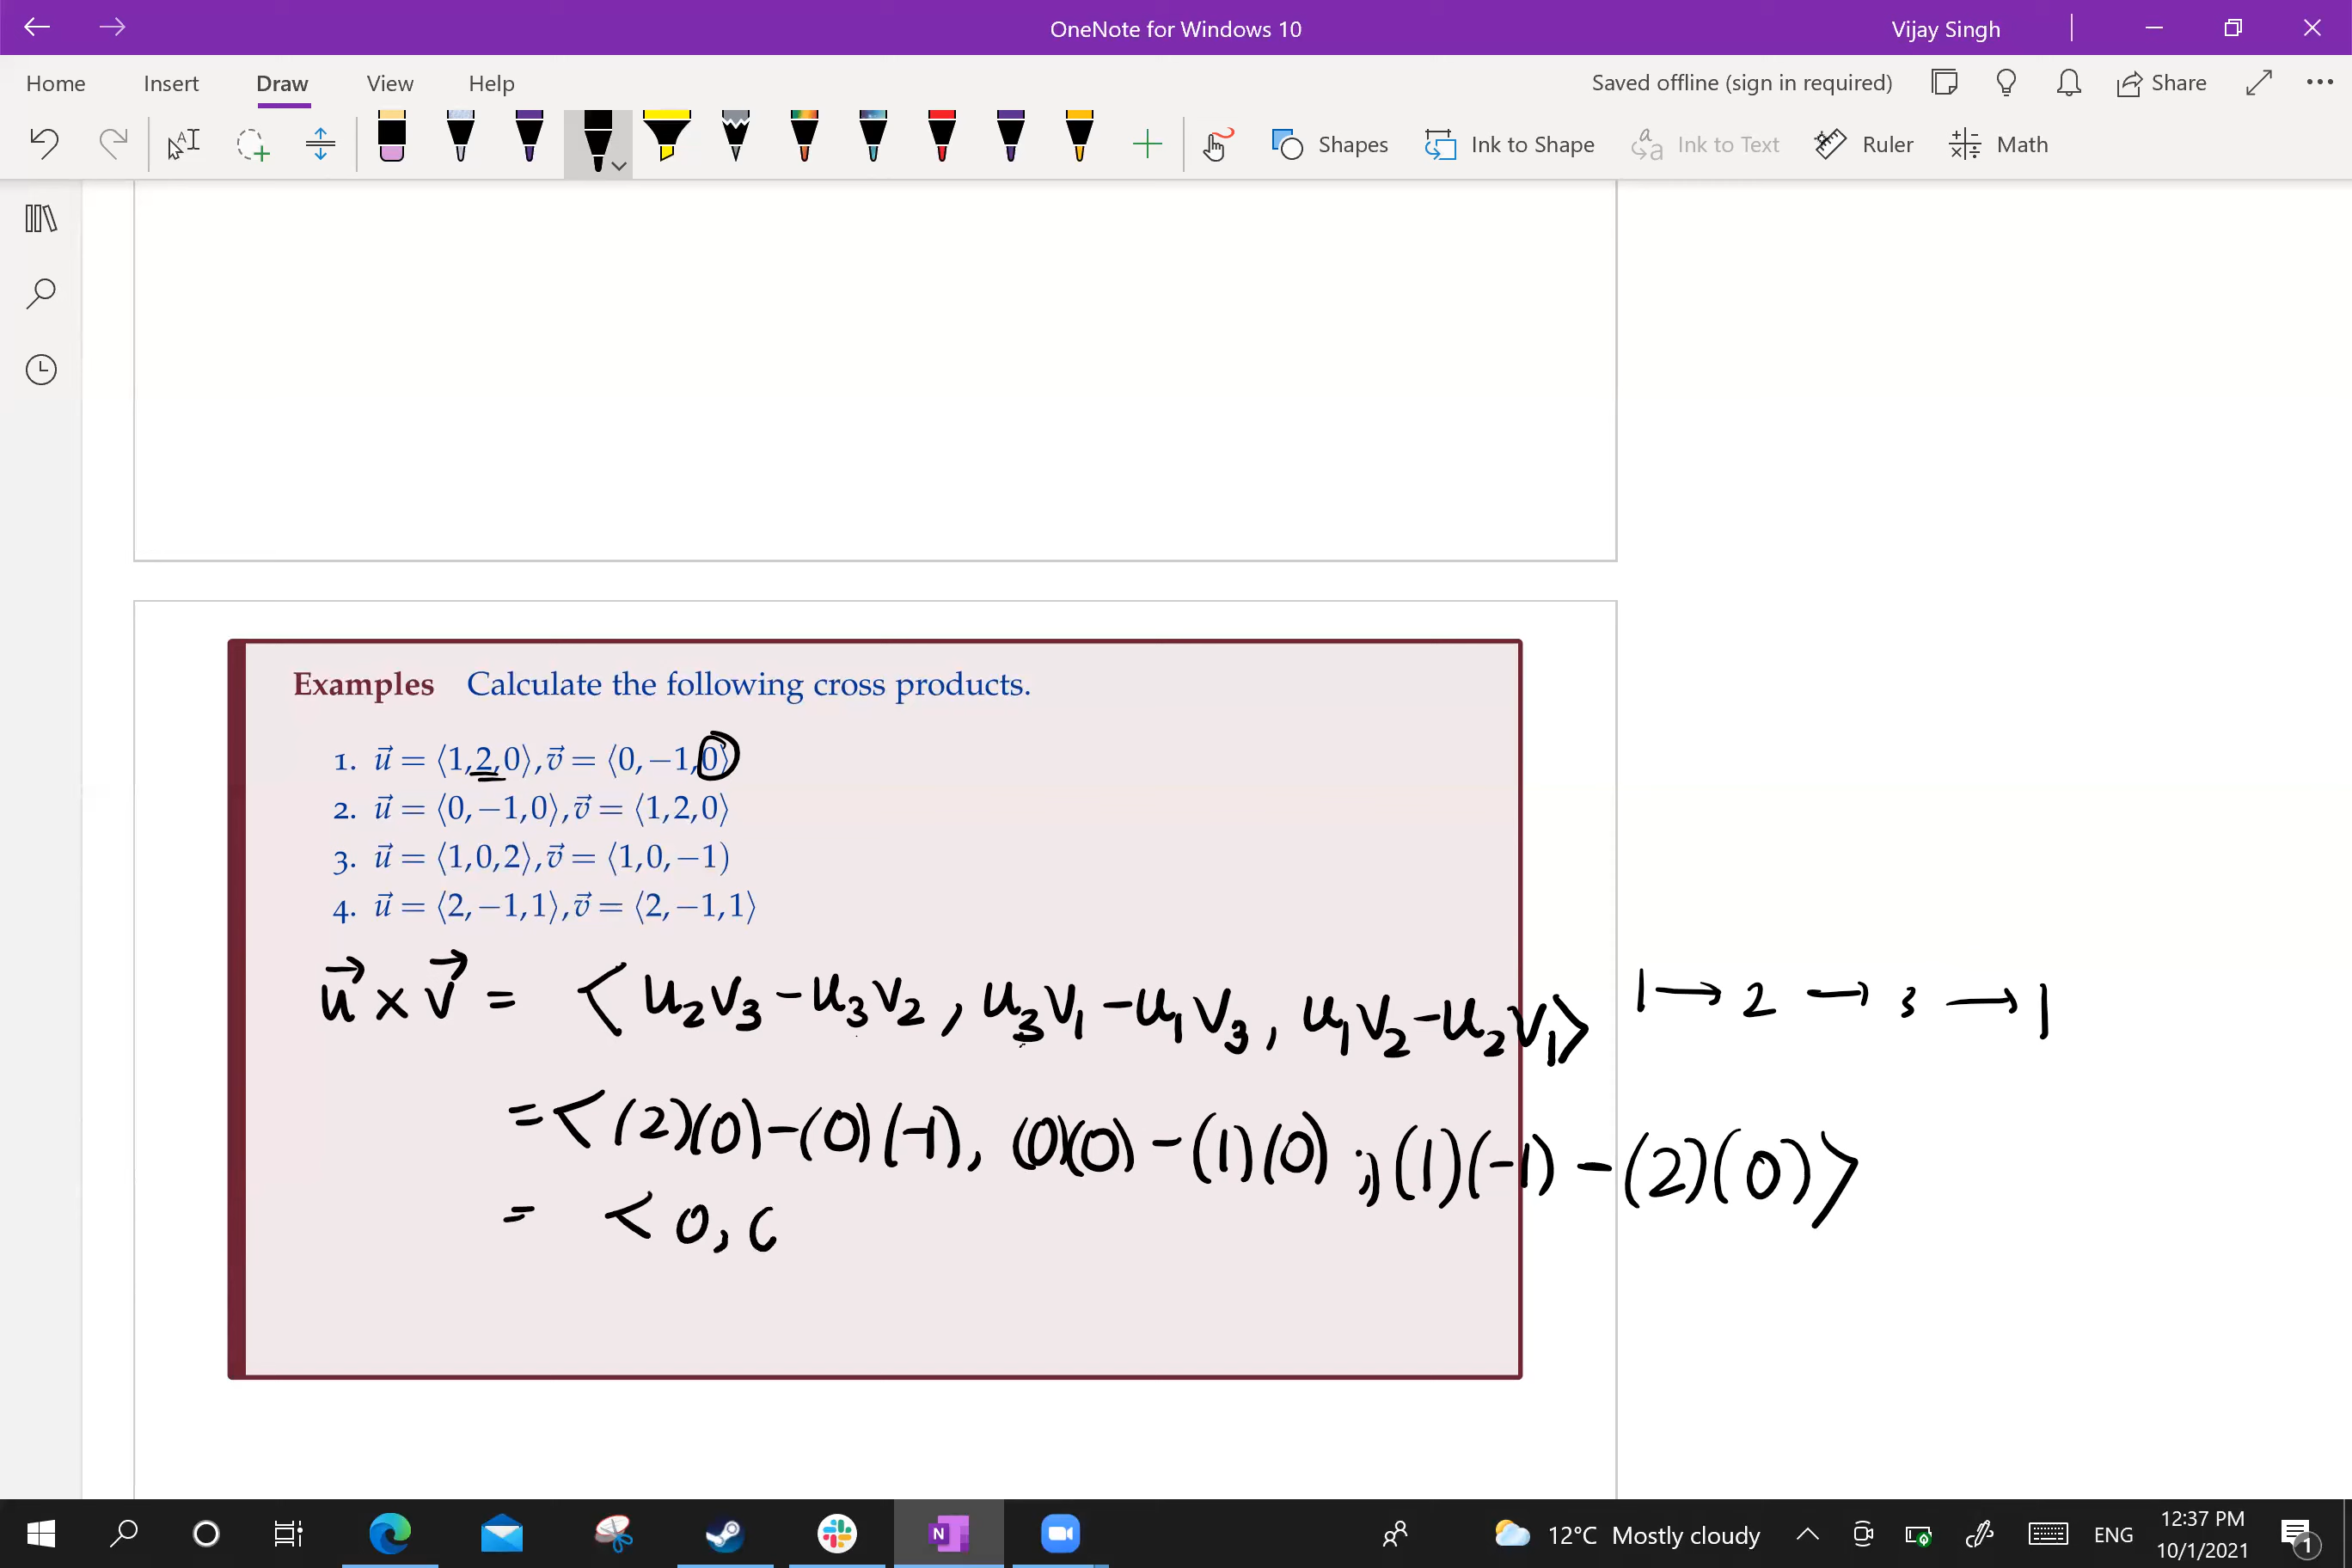 OneNote for Windows 10
Vijay Singh
Home Insert Draw View Help
Saved offline (sign in required)
Share
Shapes
Ink to Shape
Ink to Text
Ruler
Math
Examples Calculate the following cross products.
1. u⃗ = ⟨1,2,0⟩, v⃗ = ⟨0,−1,0⟩
2. u⃗ = ⟨0,−1,0⟩, v⃗ = ⟨1,2,0⟩
3. u⃗ = ⟨1,0,2⟩, v⃗ = ⟨1,0,−1)
4. u⃗ = ⟨2,−1,1⟩, v⃗ = ⟨2,−1,1⟩
u⃗ × v⃗ = < u₂v₃ − u₃v₂ , u₃v₁ − u₁v₃ , u₁v₂ − u₂v₁ > 1 → 2 → 3 → 1
= < (2)(0) − (0)(−1), (0)(0) − (1)(0) , (1)(−1) − (2)(0) >
= < 0, 0
12°C Mostly cloudy
ENG
12:37 PM
10/1/2021
1